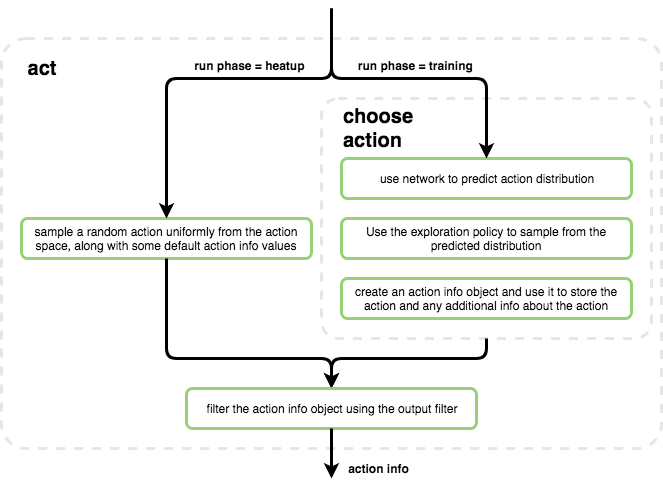 run phase = heatup
run phase = training
act
choose
action
use network to predict action distribution
sample a random action uniformly from the action
space, along with some default action info values
Use the exploration policy to sample from the
predicted distribution
create an action info object and use it to store the
action and any additional info about the action
filter the action info object using the output filter
action info